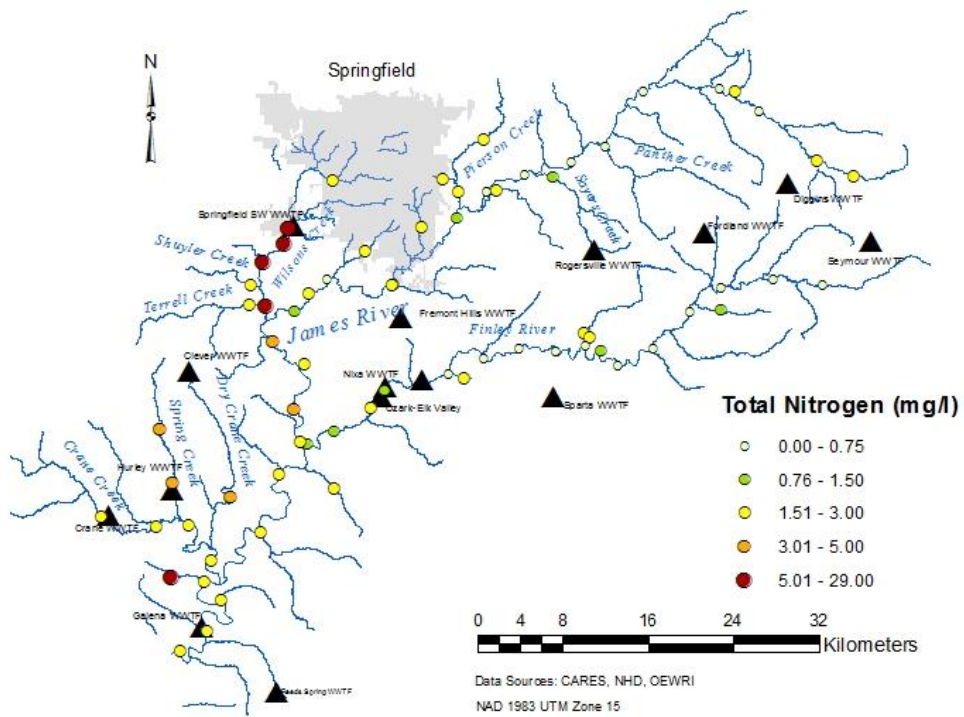 N
Springfield
Pierson Creek
Panther Creek
Diggins WWTF
Springfield SW WWTF
Sayers Creek
Fordland WWTF
Shuyler Creek
Wilsons Creek
Rogersville WWTF
Seymour WWTF
Terrell Creek
James River
Fremont Hills WWTF
Finley River
Clever WWTF
Nixa WWTF
Ozark-Elk Valley
Sparta WWTF
Dry Crane Creek
Spring Creek
Crane Creek
Hurley WWTF
Crane WWTF
Galena WWTF
Reeds Spring WWTF
Total Nitrogen (mg/l)
0.00 - 0.75
0.76 - 1.50
1.51 - 3.00
3.01 - 5.00
5.01 - 29.00
0 4 8 16 24 32
Kilometers
Data Sources: CARES, NHD, OEWRI
NAD 1983 UTM Zone 15